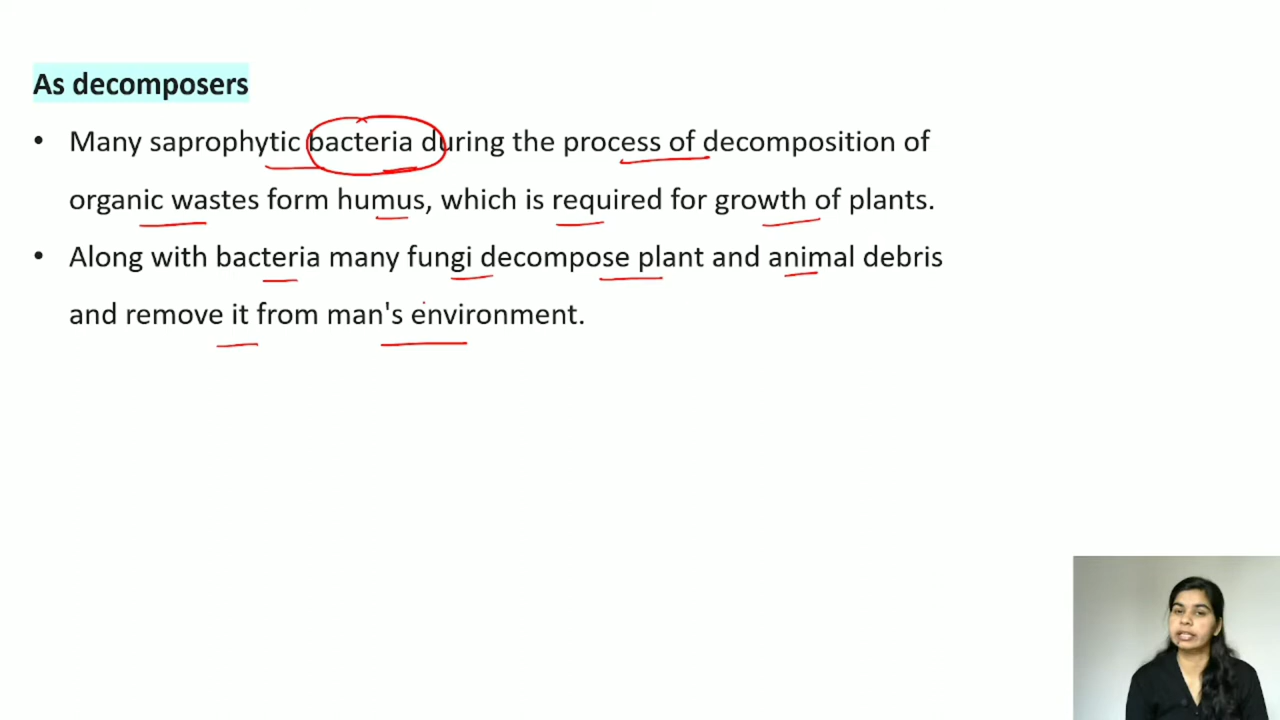 As decomposers
• Many saprophytic bacteria during the process of decomposition of
organic wastes form humus, which is required for growth of plants.
• Along with bacteria many fungi decompose plant and animal debris
and remove it from man's environment.